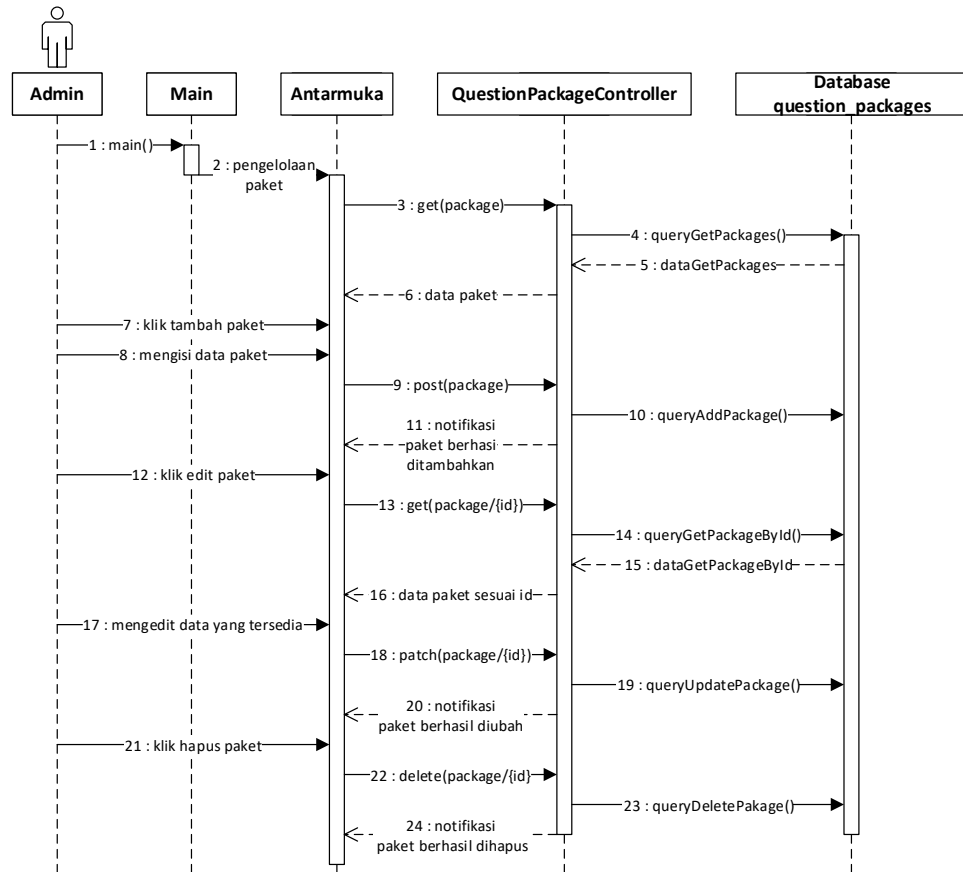 Admin
Main
Antarmuka
QuestionPackageController
Database
question_packages
1 : main()
2 : pengelolaan
paket
3 : get(package)
4 : queryGetPackages()
5 : dataGetPackages
6 : data paket
7 : klik tambah paket
8 : mengisi data paket
9 : post(package)
10 : queryAddPackage()
11 : notifikasi
paket berhasi
ditambahkan
12 : klik edit paket
13 : get(package/{id})
14 : queryGetPackageById()
15 : dataGetPackageById
16 : data paket sesuai id
17 : mengedit data yang tersedia
18 : patch(package/{id})
19 : queryUpdatePackage()
20 : notifikasi
paket berhasil diubah
21 : klik hapus paket
22 : delete(package/{id}
23 : queryDeletePakage()
24 : notifikasi
paket berhasil dihapus